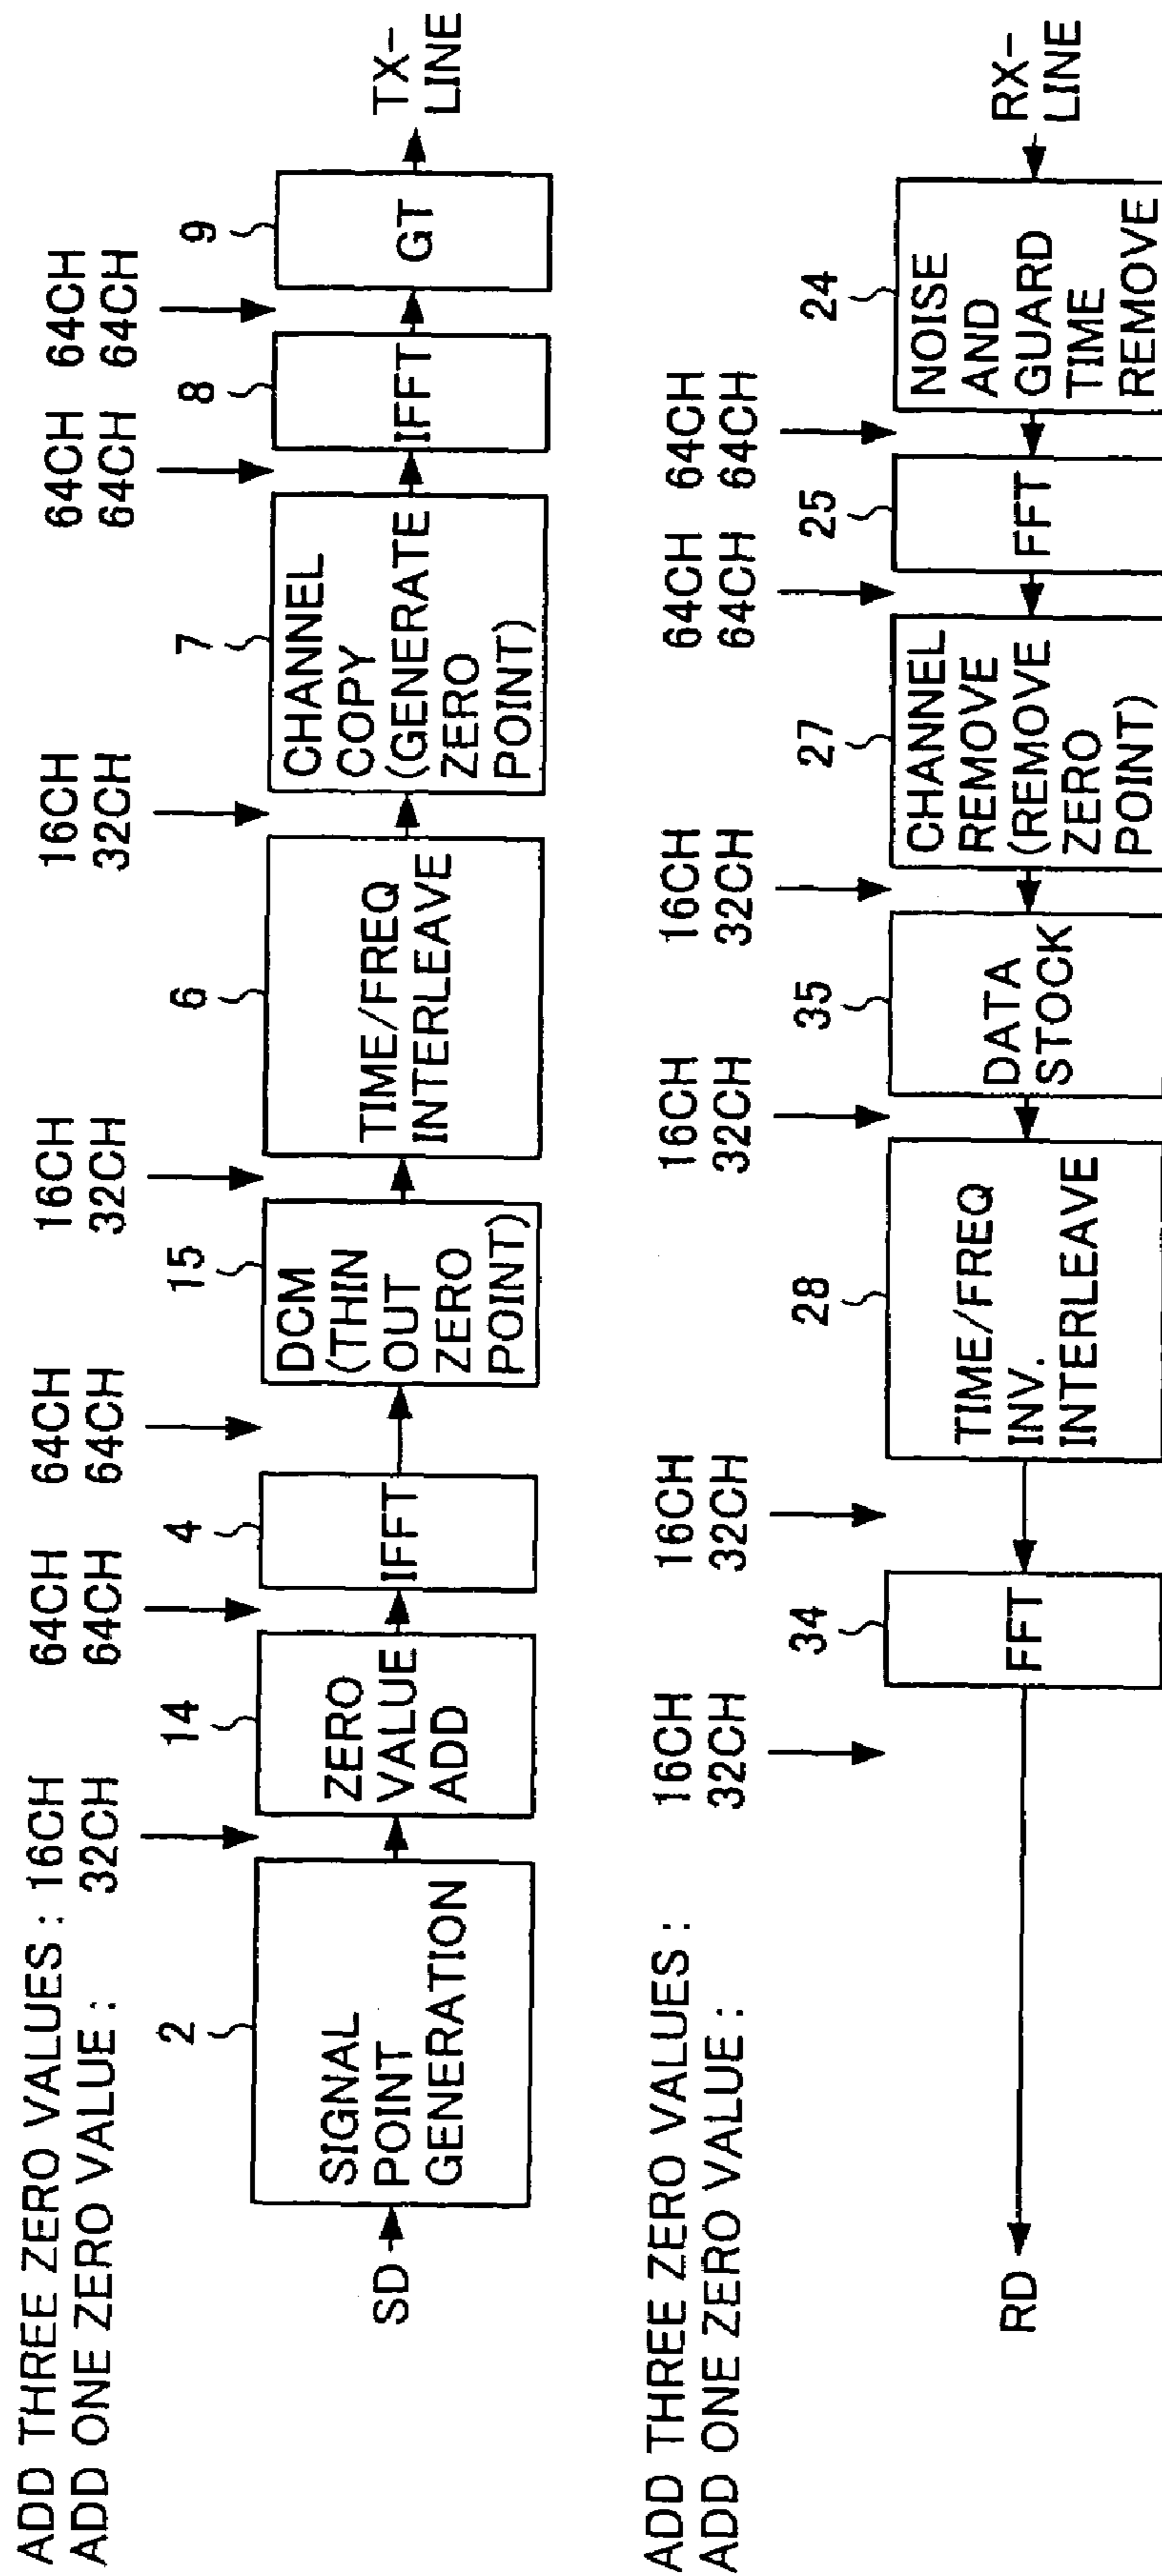 ADD THREE ZERO VALUES : 16CH 64CH 64CH 16CH 16CH 64CH 64CH
ADD ONE ZERO VALUE : 32CH 64CH 64CH 32CH 32CH 64CH 64CH
2
14
4
15
6
7
8
9
SD
SIGNAL
POINT
GENERATION
ZERO
VALUE
ADD
IFFT
DCM
(THIN
OUT
ZERO
POINT)
TIME/FREQ
INTERLEAVE
CHANNEL
COPY
(GENERATE
ZERO
POINT)
IFFT
GT
TX-
LINE
ADD THREE ZERO VALUES : 16CH 16CH 16CH 16CH 64CH 64CH
ADD ONE ZERO VALUE : 32CH 32CH 32CH 32CH 64CH 64CH
34
28
35
27
25
24
RD
FFT
TIME/FREQ
INV.
INTERLEAVE
DATA
STOCK
CHANNEL
REMOVE
(REMOVE
ZERO
POINT)
FFT
NOISE
AND
GUARD
TIME
REMOVE
RX-
LINE